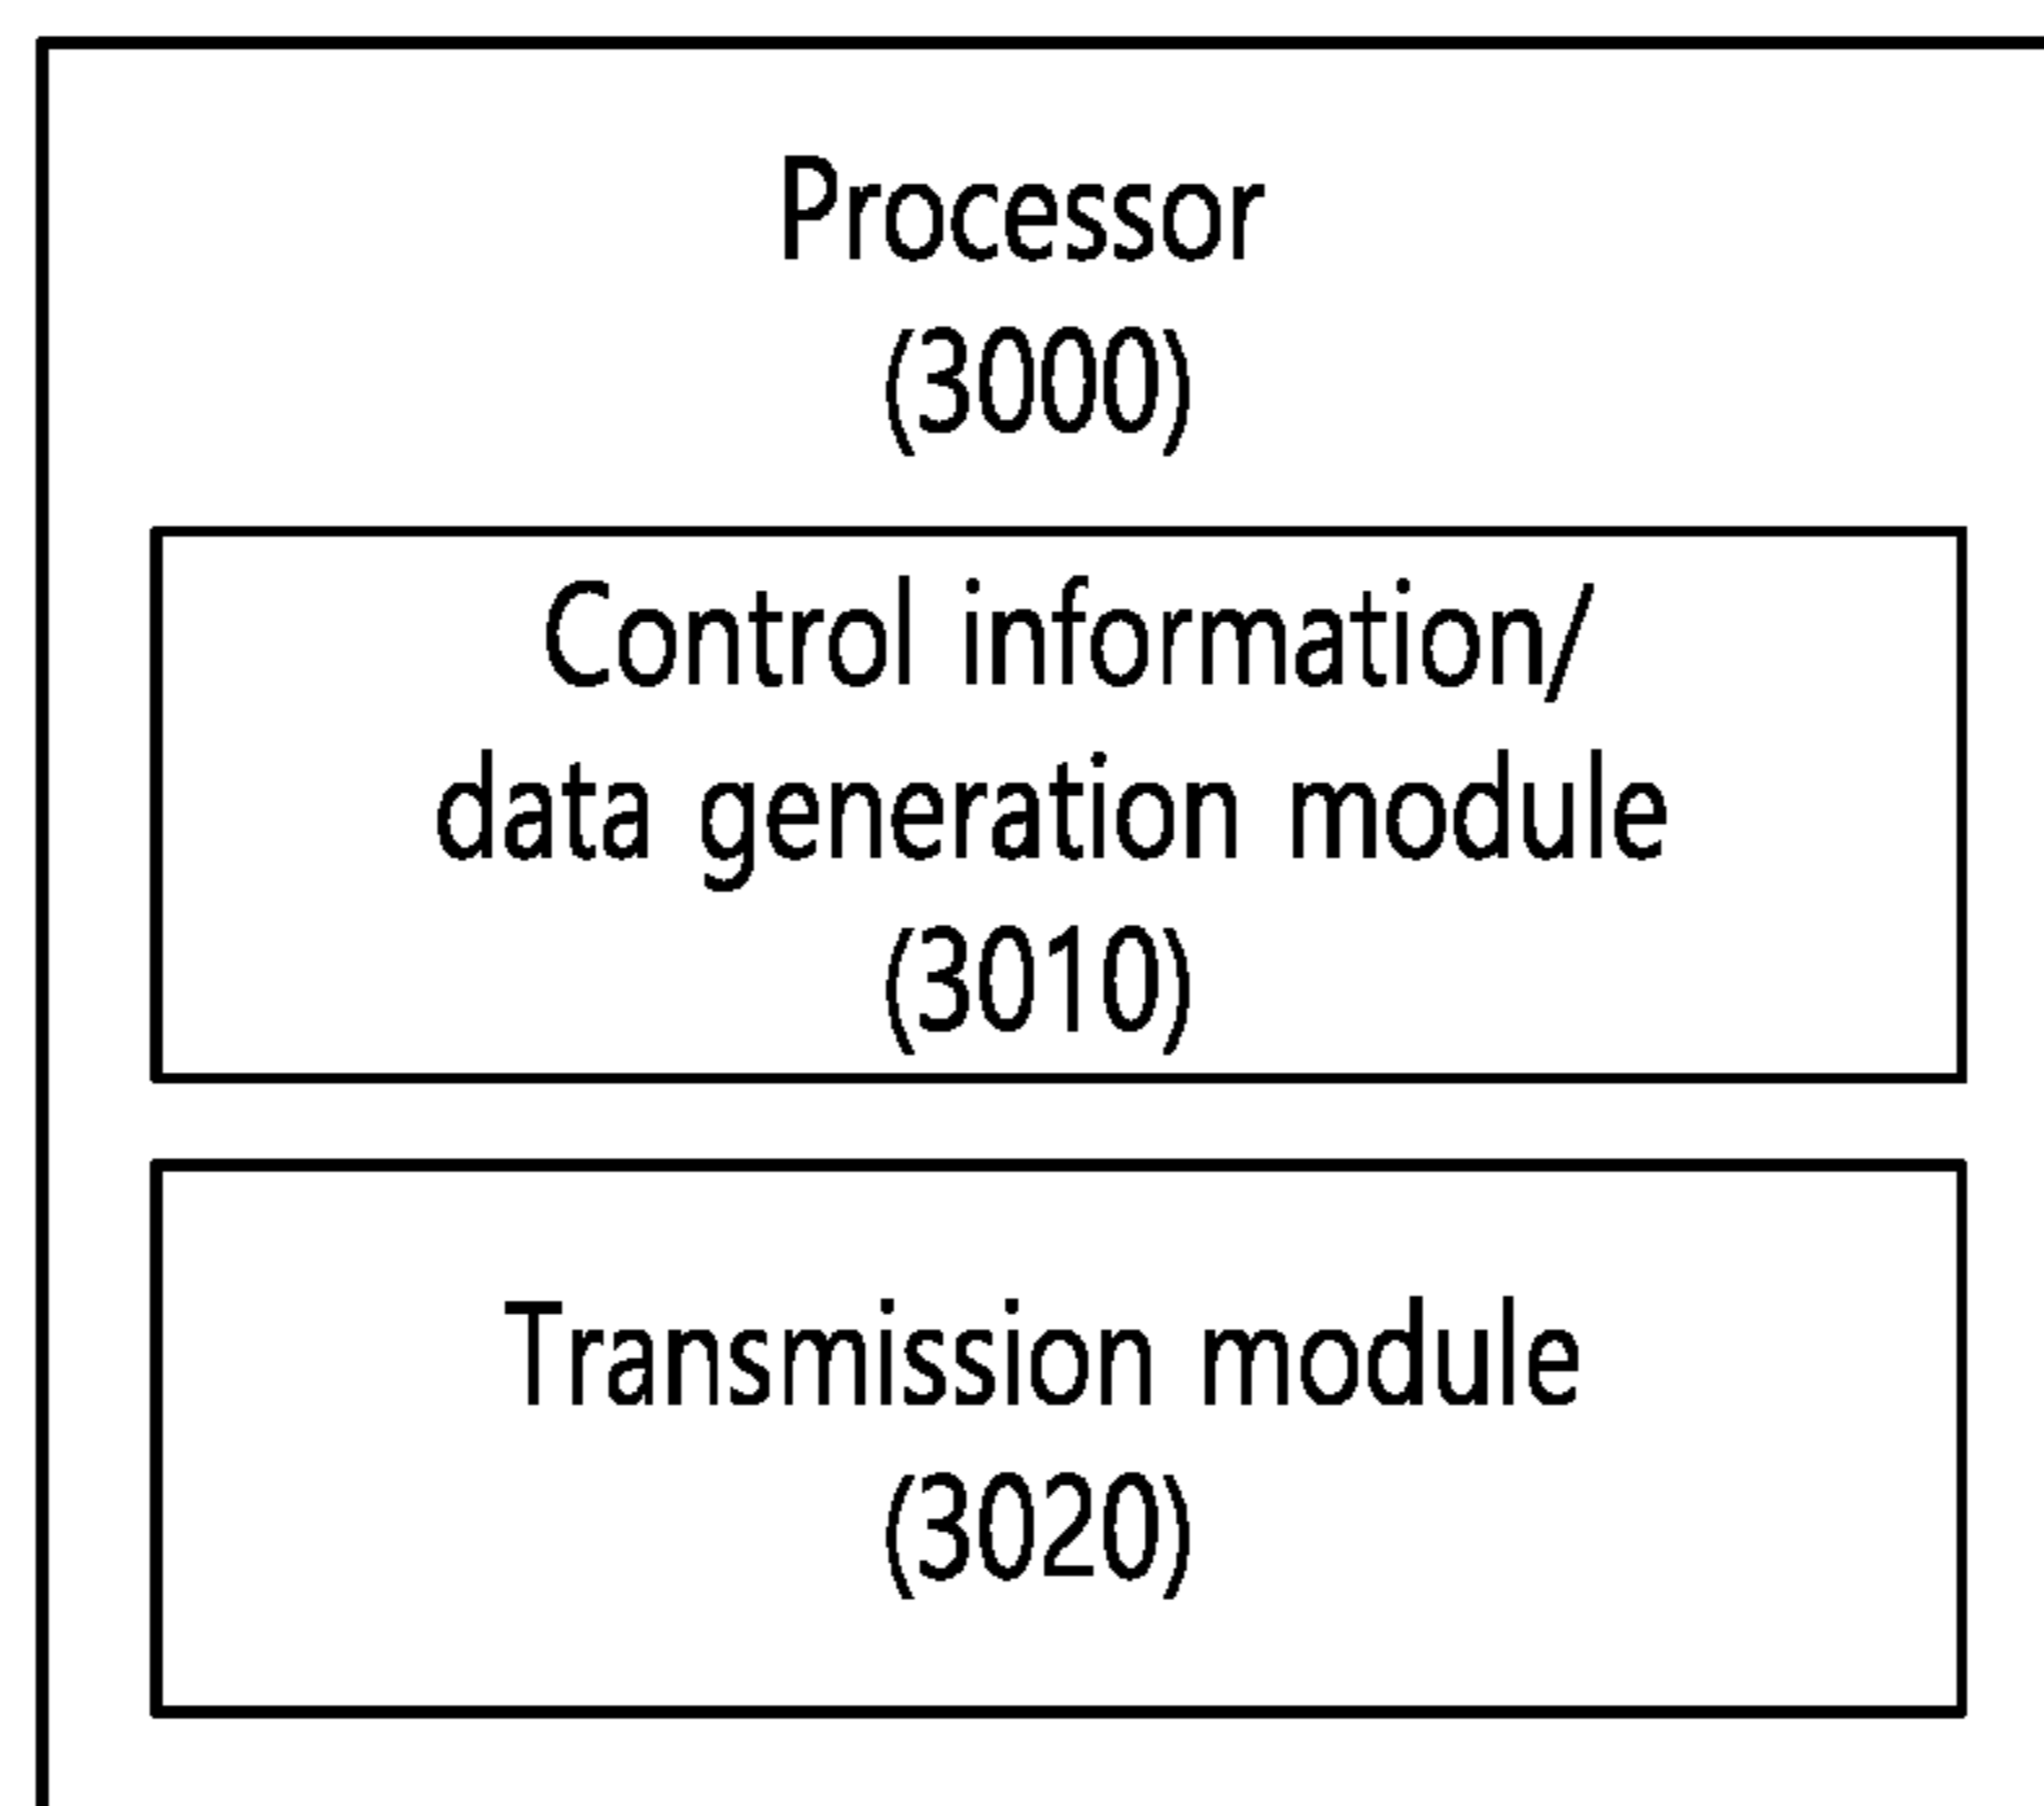 Processor
(3000)
Control information/
data generation module
(3010)
Transmission module
(3020)